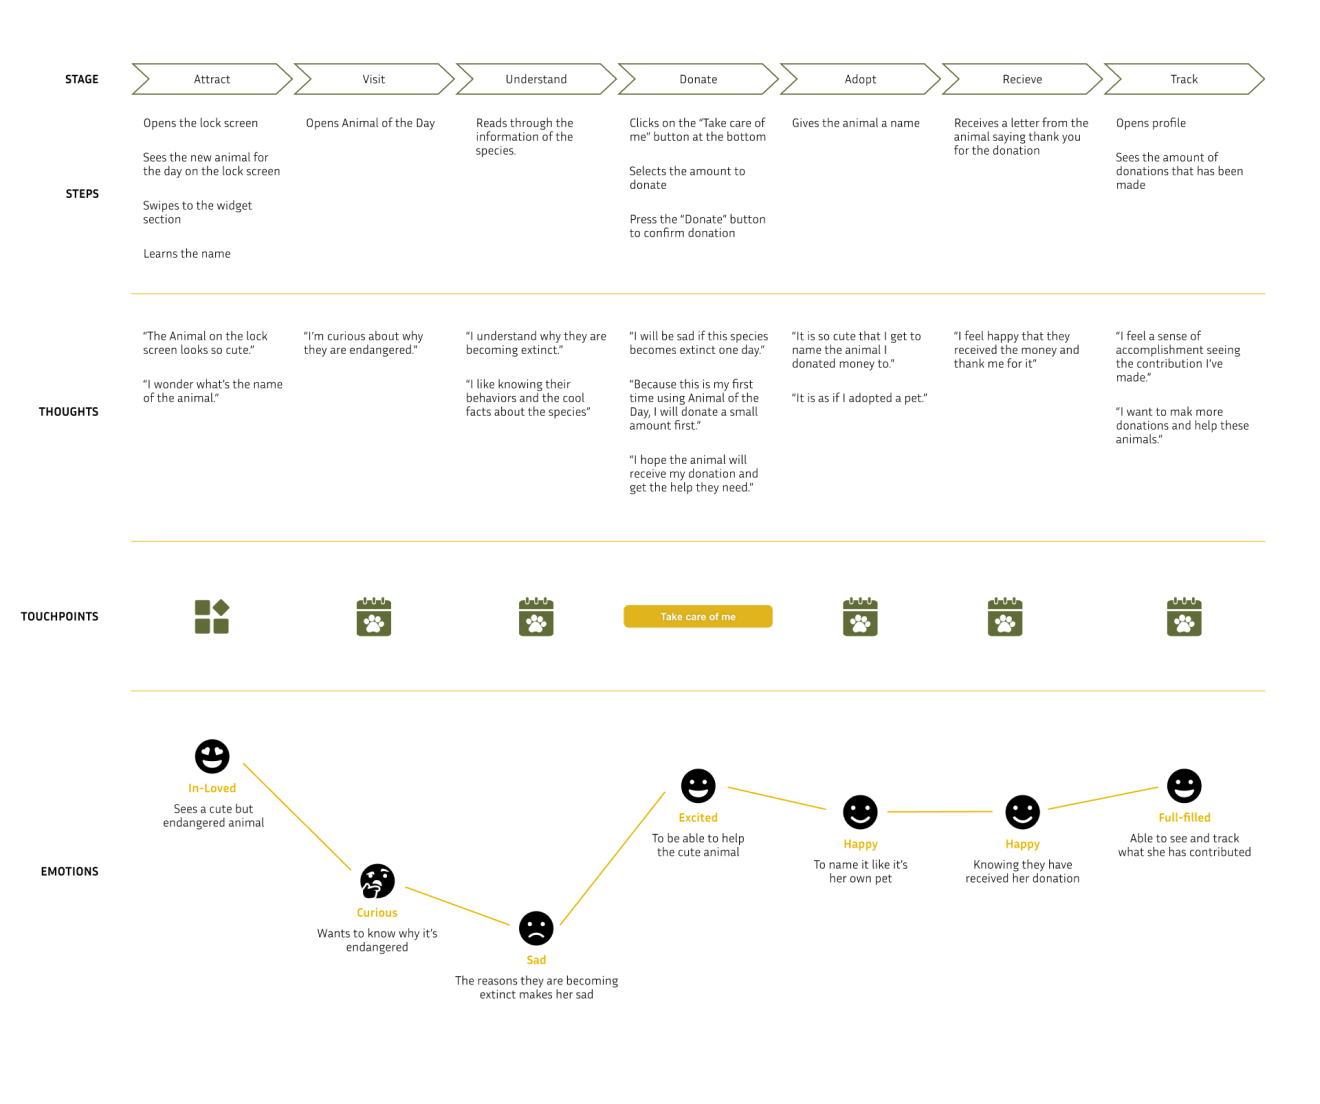 STAGE
Attract
Visit
Understand
Donate
Adopt
Recieve
Track
STEPS
Opens the lock screen
Sees the new animal for
the day on the lock screen
Swipes to the widget
section
Learns the name
Opens Animal of the Day
Reads through the
information of the
species.
Clicks on the “Take care of
me” button at the bottom
Selects the amount to
donate
Press the “Donate” button
to confirm donation
Gives the animal a name
Receives a letter from the
animal saying thank you
for the donation
Opens profile
Sees the amount of
donations that has been
made
THOUGHTS
“The Animal on the lock
screen looks so cute.”
“I wonder what’s the name
of the animal.”
“I’m curious about why
they are endangered.”
“I understand why they are
becoming extinct.”
“I like knowing their
behaviors and the cool
facts about the species”
“I will be sad if this species
becomes extinct one day.”
“Because this is my first
time using Animal of the
Day, I will donate a small
amount first.”
“I hope the animal will
receive my donation and
get the help they need.”
“It is so cute that I get to
name the animal I
donated money to.”
“It is as if I adopted a pet.”
“I feel happy that they
received the money and
thank me for it”
“I feel a sense of
accomplishment seeing
the contribution I’ve
made.”
“I want to mak more
donations and help these
animals.”
TOUCHPOINTS
Take care of me
EMOTIONS
In-Loved
Sees a cute but
endangered animal
Curious
Wants to know why it’s
endangered
Sad
The reasons they are becoming
extinct makes her sad
Excited
To be able to help
the cute animal
Happy
To name it like it’s
her own pet
Happy
Knowing they have
received her donation
Full-filled
Able to see and track
what she has contributed